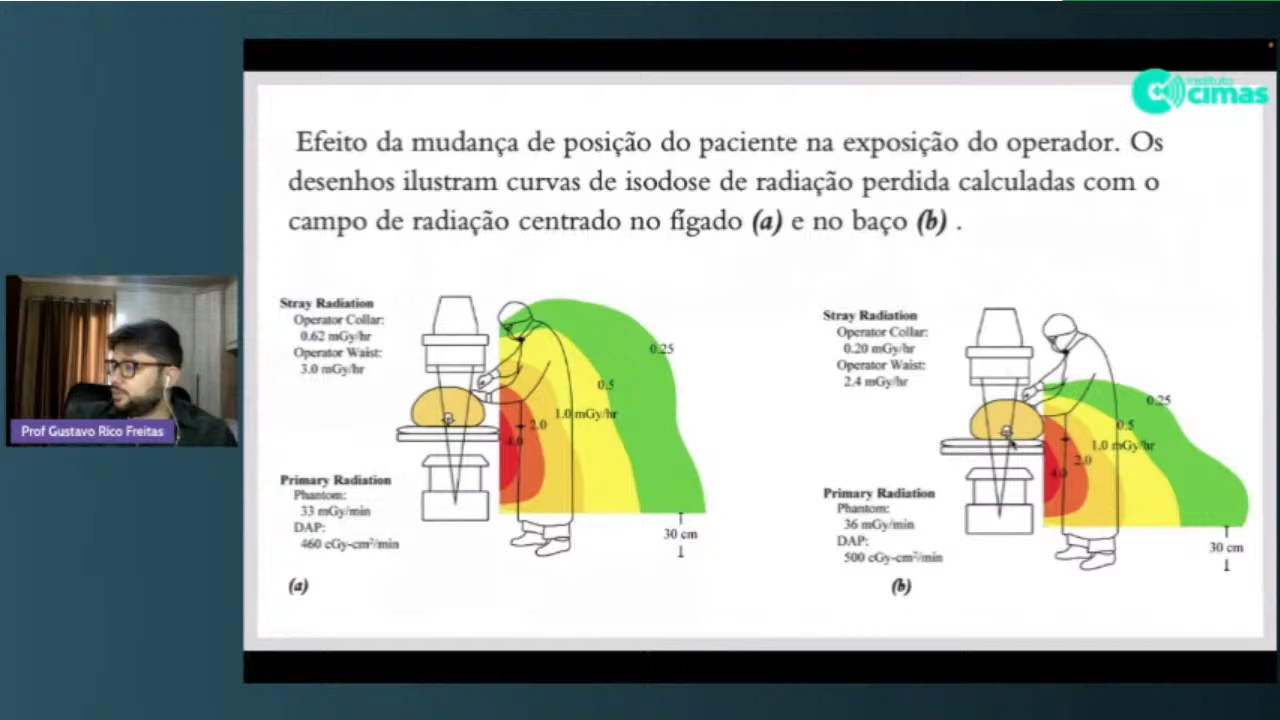 instituto
cimas
Efeito da mudança de posição do paciente na exposição do operador. Os
desenhos ilustram curvas de isodose de radiação perdida calculadas com o
campo de radiação centrado no fígado (a) e no baço (b) .
Stray Radiation
Operator Collar:
0.62 mGy/hr
Operator Waist:
3.0 mGy/hr
0.25
0.5
1.0 mGy/hr
2.0
4.0
Primary Radiation
Phantom:
33 mGy/min
DAP:
460 cGy-cm²/min
30 cm
(a)
Stray Radiation
Operator Collar:
0.20 mGy/hr
Operator Waist:
2.4 mGy/hr
0.25
0.5
1.0 mGy/hr
2.0
4.0
Primary Radiation
Phantom:
36 mGy/min
DAP:
500 cGy-cm²/min
30 cm
(b)
Prof Gustavo Rico Freitas